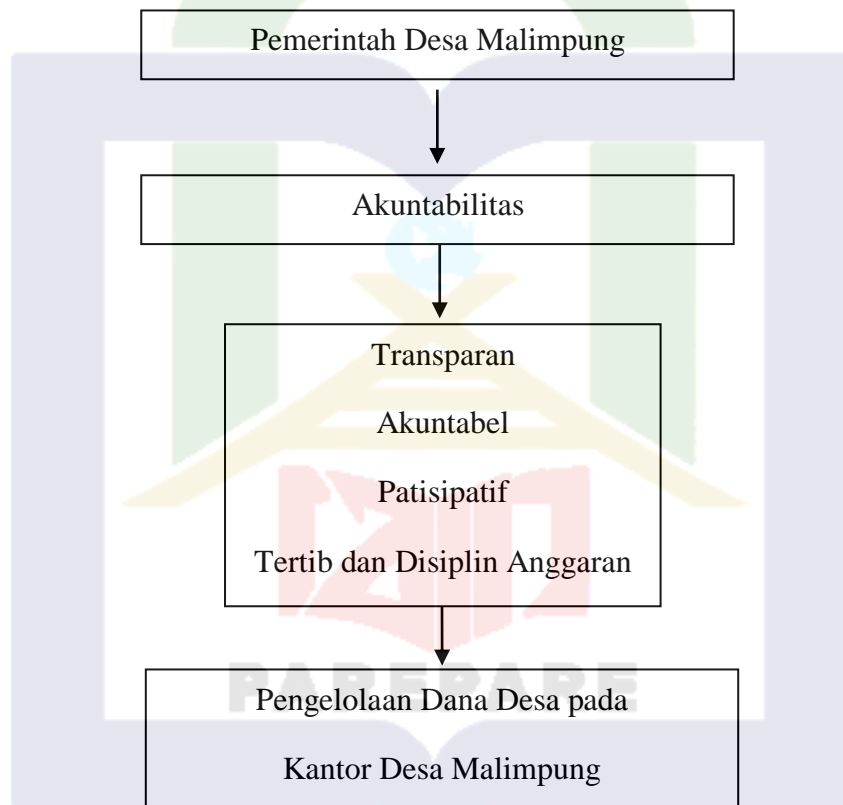 Pemerintah Desa Malimpung
Akuntabilitas
Transparan
Akuntabel
Patisipatif
Tertib dan Disiplin Anggaran
PAREPARE
Pengelolaan Dana Desa pada
Kantor Desa Malimpung